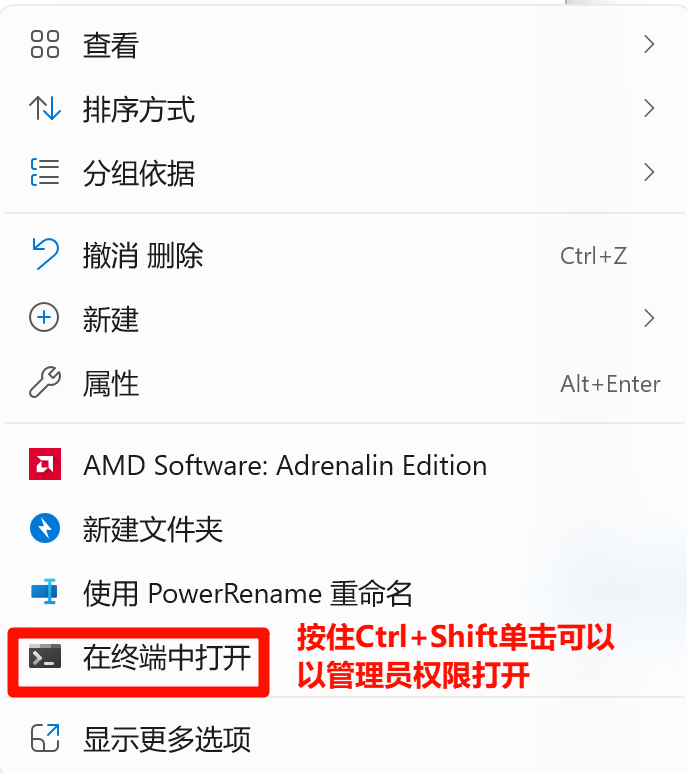 查看
排序方式
分组依据
撤消 删除 Ctrl+Z
新建
属性 Alt+Enter
AMD Software: Adrenalin Edition
新建文件夹
使用 PowerRename 重命名
在终端中打开
按住Ctrl+Shift单击可以
以管理员权限打开
显示更多选项